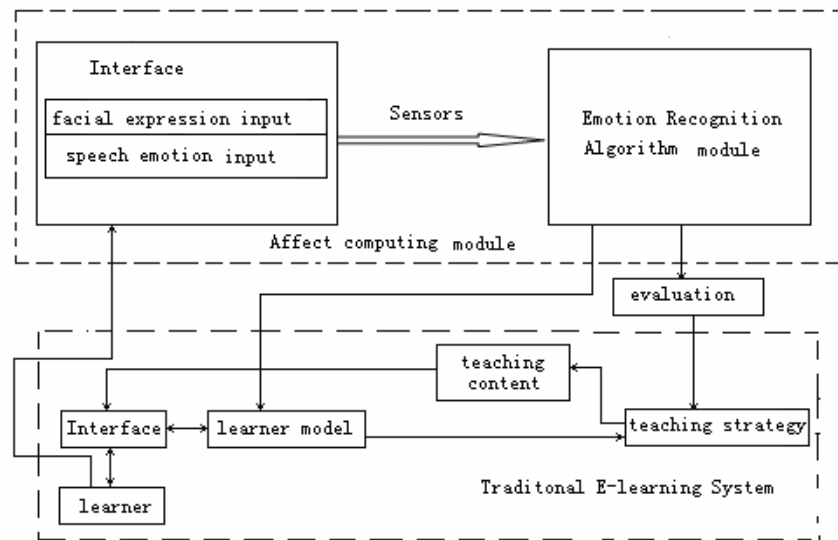 Interface
facial expression input
speech emotion input
Sensors
Emotion Recognition
Algorithm module
Affect computing module
evaluation
teaching
content
Interface
learner model
teaching strategy
learner
Traditonal E-learning System